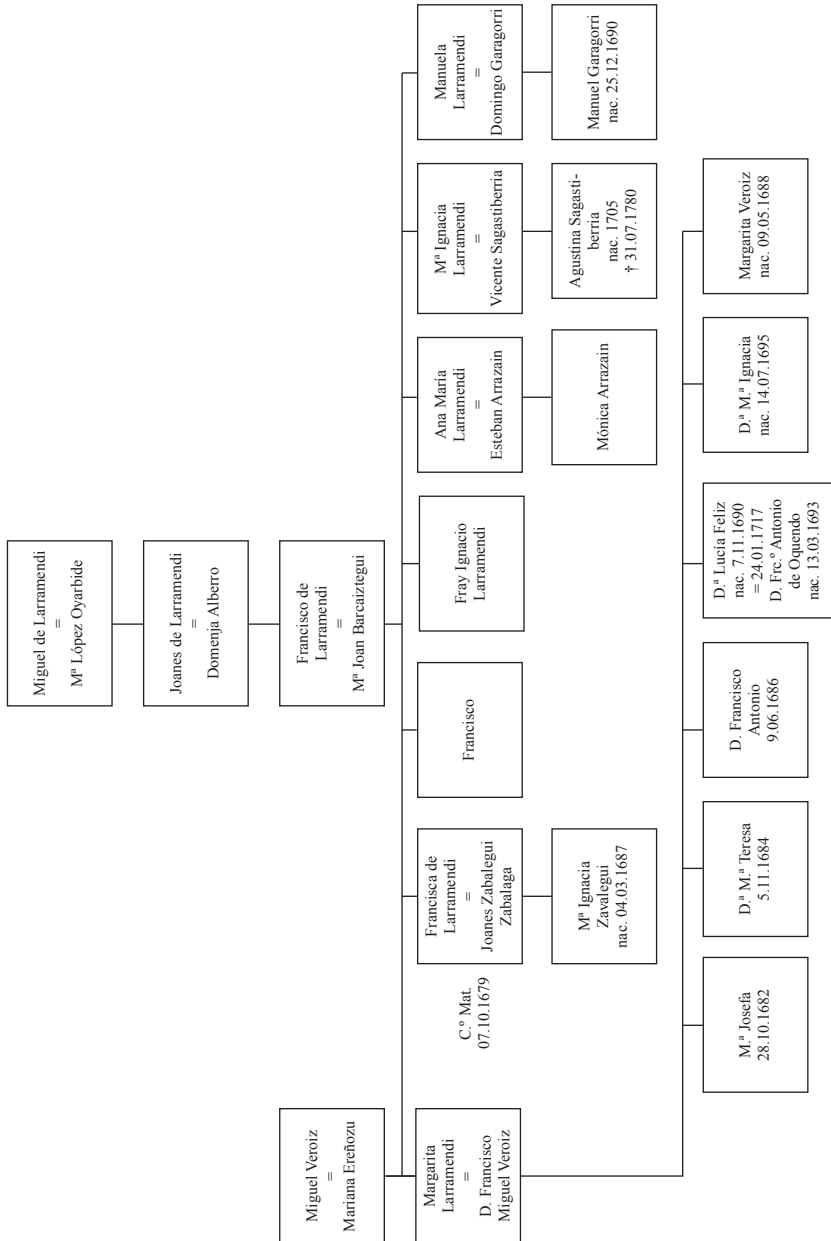 Miguel de Larramendi
=
Mª López Oyarbide
Joanes de Larramendi
=
Domenja Alberro
Miguel Veroiz
=
Mariana Ereñozu
Francisco de
Larramendi
=
Mª Joan Barcaiztegui
Margarita
Larramendi
=
D. Francisco
Miguel Veroiz
C.º Mat.
07.10.1679
Francisca de
Larramendi
=
Joanes Zabalegui
Zabalaga
Francisco
Fray Ignacio
Larramendi
Ana María
Larramendi
=
Esteban Arrazain
Mª Ignacia
Larramendi
=
Vicente Sagastiberria
Manuela
Larramendi
=
Domingo Garagorri
Mª Ignacia
Zavalegui
nac. 04.03.1687
Mónica Arrazain
Agustina Sagasti-
berria
nac. 1705
† 31.07.1780
Manuel Garagorri
nac. 25.12.1690
M.ª Josefa
28.10.1682
D.ª M.ª Teresa
5.11.1684
D. Francisco
Antonio
9.06.1686
D.ª Lucía Feliz
nac. 7.11.1690
= 24.01.1717
D. Frc.º Antonio
de Oquendo
nac. 13.03.1693
D.ª M.ª Ignacia
nac. 14.07.1695
Margarita Veroiz
nac. 09.05.1688